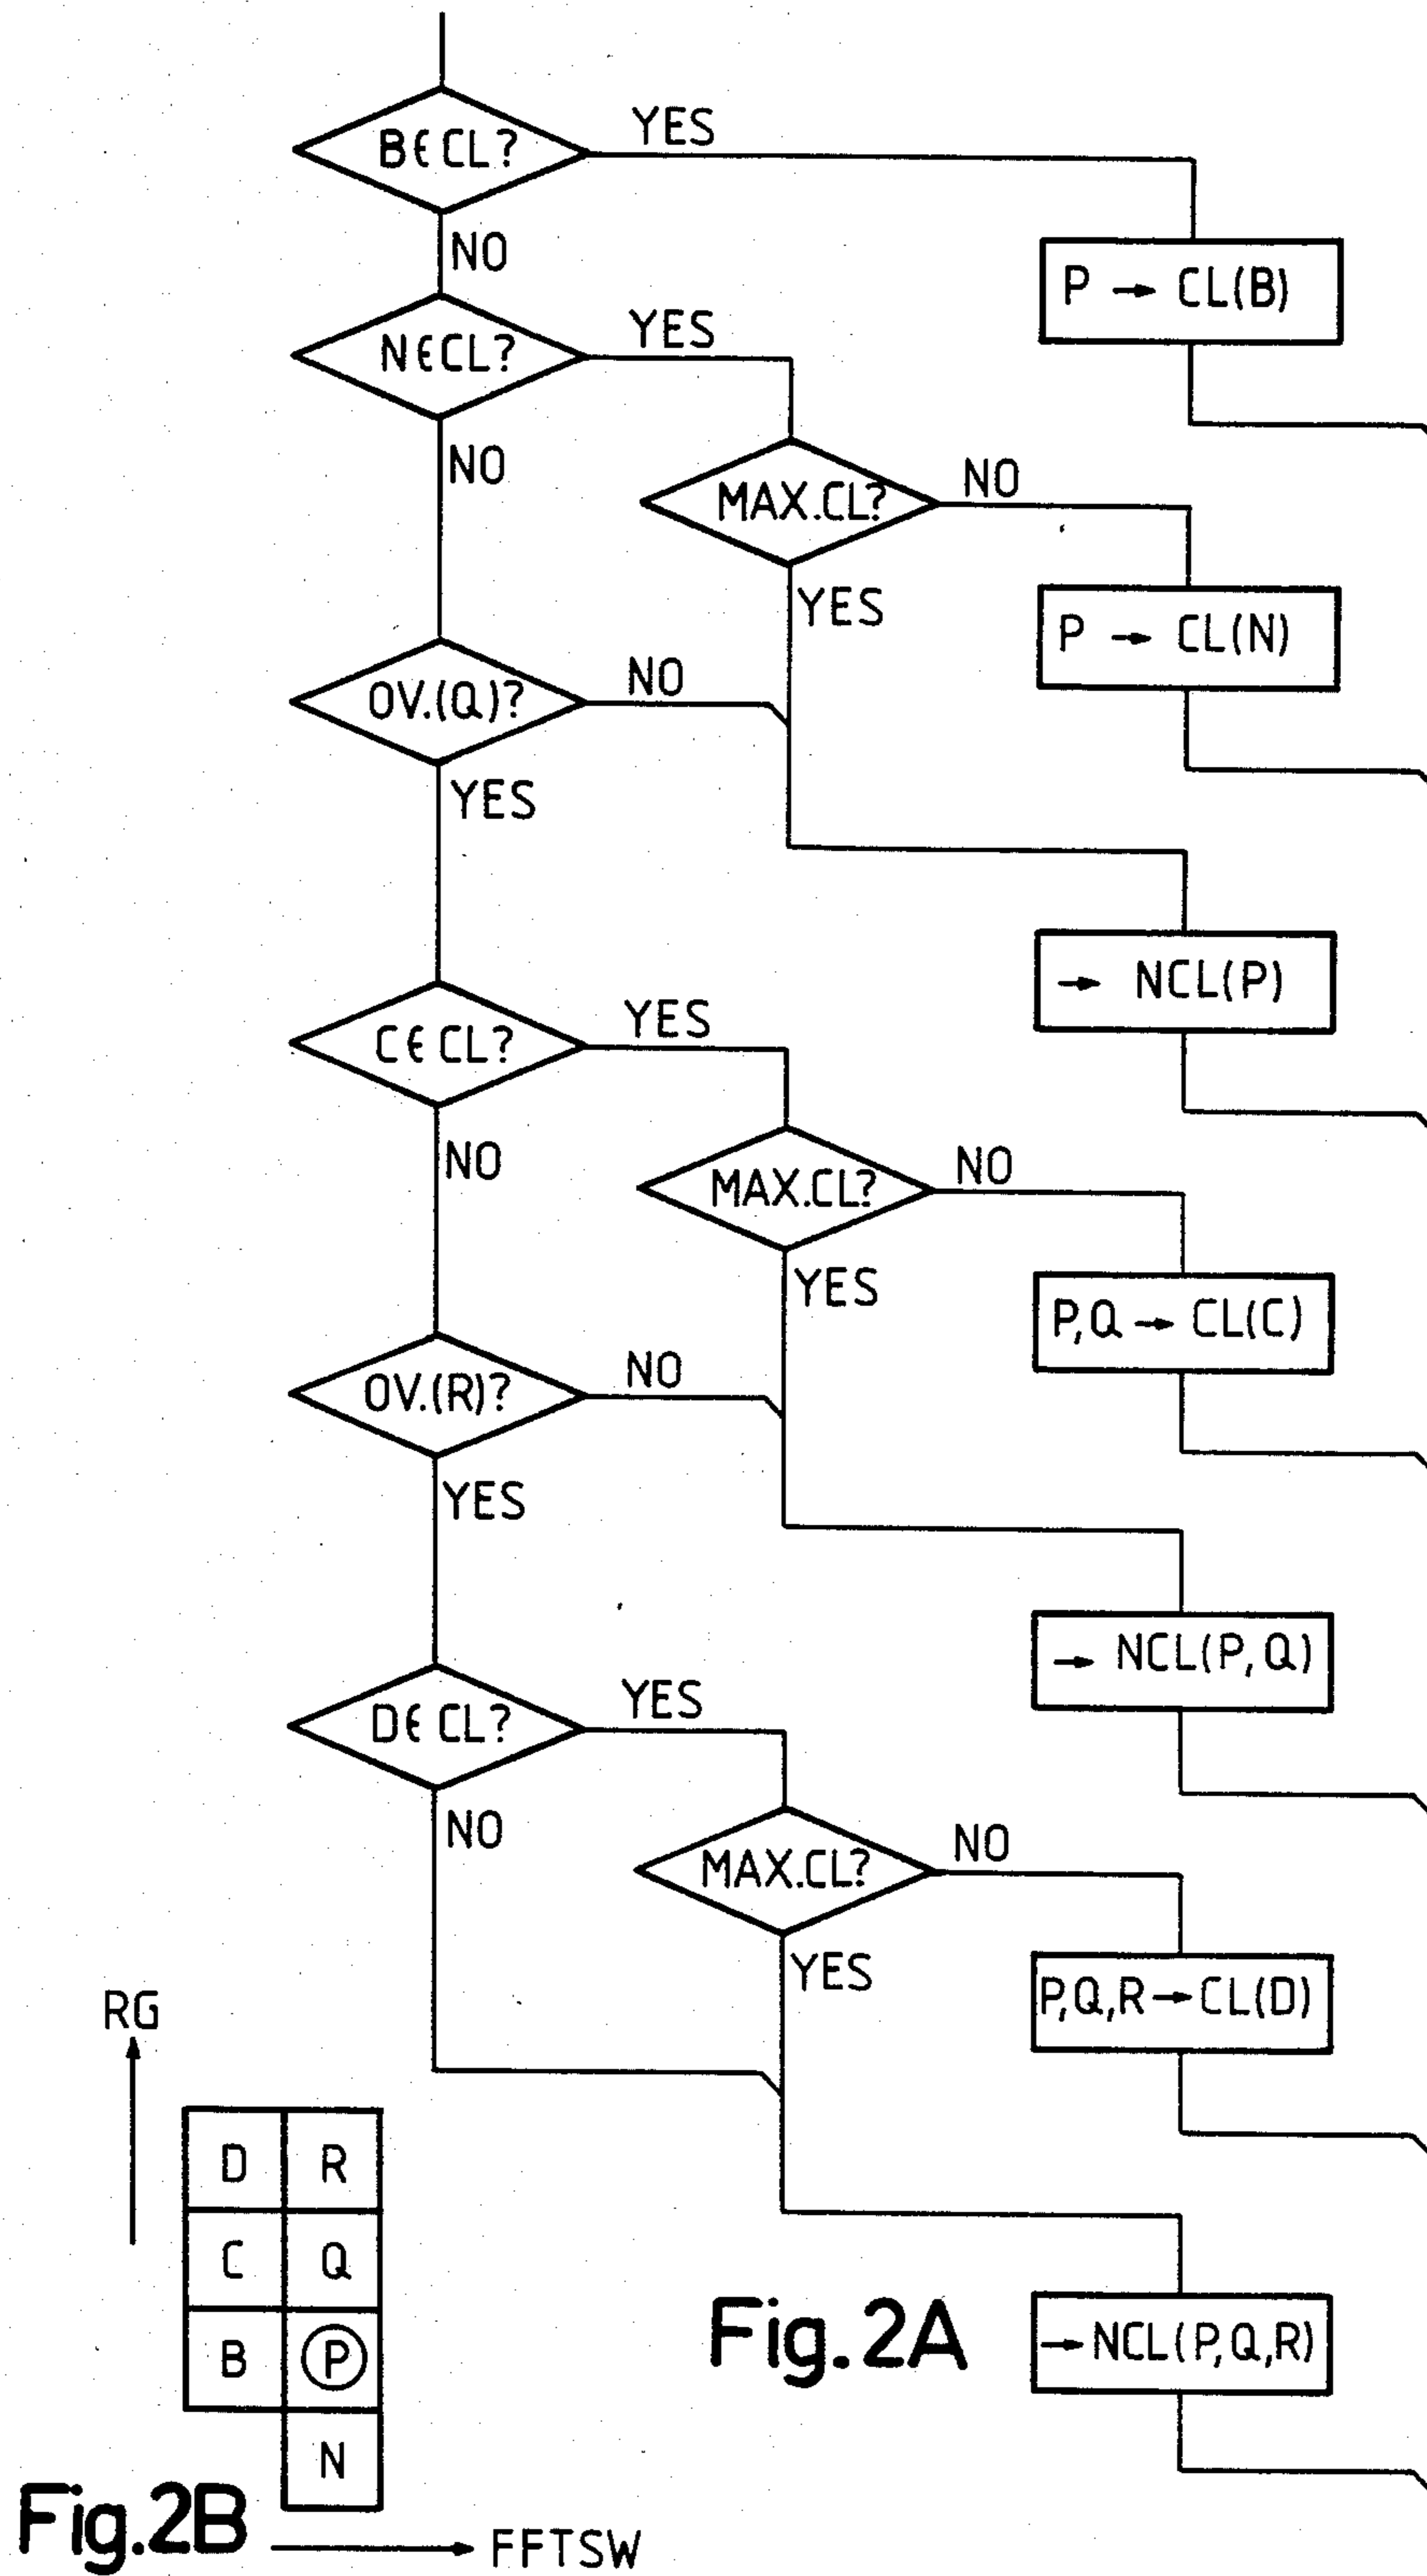 B∈CL?
YES
NO
P → CL(B)
N∈CL?
YES
NO
MAX.CL?
NO
YES
P → CL(N)
OV.(Q)?
NO
YES
→ NCL(P)
C∈CL?
YES
NO
MAX.CL?
NO
YES
P,Q → CL(C)
OV.(R)?
NO
YES
→ NCL(P,Q)
D∈CL?
YES
NO
MAX.CL?
NO
YES
P,Q,R → CL(D)
→ NCL(P,Q,R)
Fig.2A
RG
D R
C Q
B P
N
Fig.2B
FFTSW